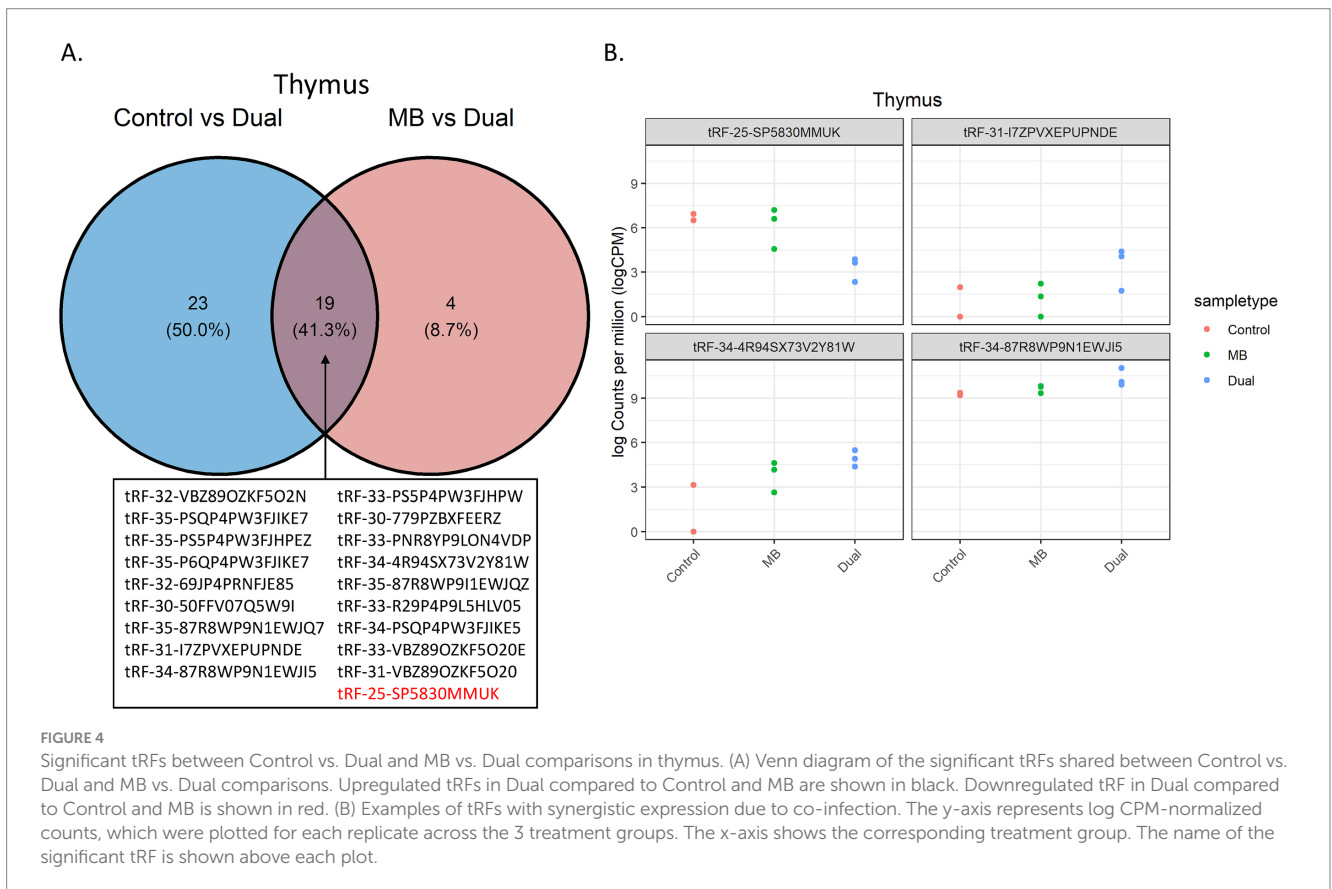 A.
Thymus
Control vs Dual
MB vs Dual
23
(50.0%)
19
(41.3%)
4
(8.7%)
tRF-32-VBZ89OZKF5O2N
tRF-35-PSQP4PW3FJIKE7
tRF-35-PS5P4PW3FJHPEZ
tRF-35-P6QP4PW3FJIKE7
tRF-32-69JP4PRNFJE85
tRF-30-50FFV07Q5W9I
tRF-35-87R8WP9N1EWJQ7
tRF-31-I7ZPVXEPUPNDE
tRF-34-87R8WP9N1EWJI5
tRF-33-PS5P4PW3FJHPW
tRF-30-779PZBXFEERZ
tRF-33-PNR8YP9LON4VDP
tRF-34-4R94SX73V2Y81W
tRF-35-87R8WP9I1EWJQZ
tRF-33-R29P4P9L5HLV05
tRF-34-PSQP4PW3FJIKE5
tRF-33-VBZ89OZKF5O20E
tRF-31-VBZ89OZKF5O20
tRF-25-SP5830MMUK
B.
Thymus
tRF-25-SP5830MMUK
tRF-31-I7ZPVXEPUPNDE
9
6
3
0
tRF-34-4R94SX73V2Y81W
tRF-34-87R8WP9N1EWJI5
9
6
3
0
log Counts per million (logCPM)
Control
MB
Dual
Control
MB
Dual
sampletype
Control
MB
Dual
FIGURE 4
Significant tRFs between Control vs. Dual and MB vs. Dual comparisons in thymus. (A) Venn diagram of the significant tRFs shared between Control vs.
Dual and MB vs. Dual comparisons. Upregulated tRFs in Dual compared to Control and MB are shown in black. Downregulated tRF in Dual compared
to Control and MB is shown in red. (B) Examples of tRFs with synergistic expression due to co-infection. The y-axis represents log CPM-normalized
counts, which were plotted for each replicate across the 3 treatment groups. The x-axis shows the corresponding treatment group. The name of the
significant tRF is shown above each plot.